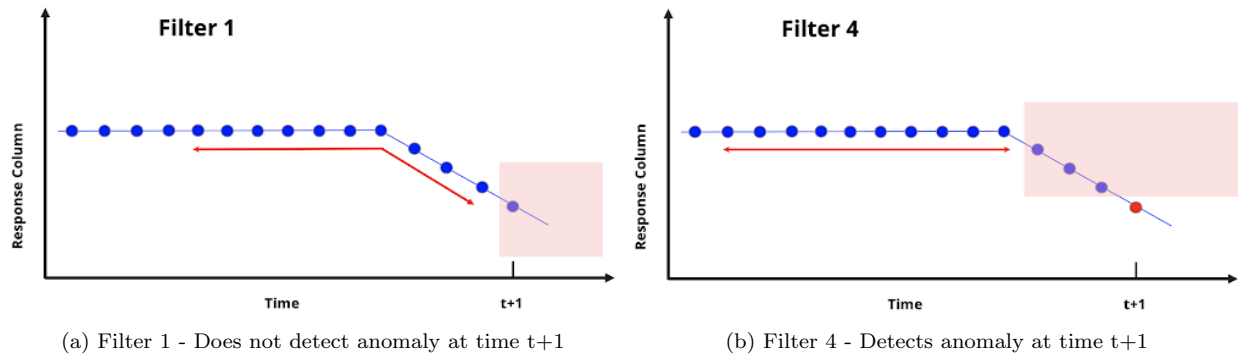 Filter 1
Response Column
Time
t+1
(a) Filter 1 - Does not detect anomaly at time t+1
Filter 4
Response Column
Time
t+1
(b) Filter 4 - Detects anomaly at time t+1